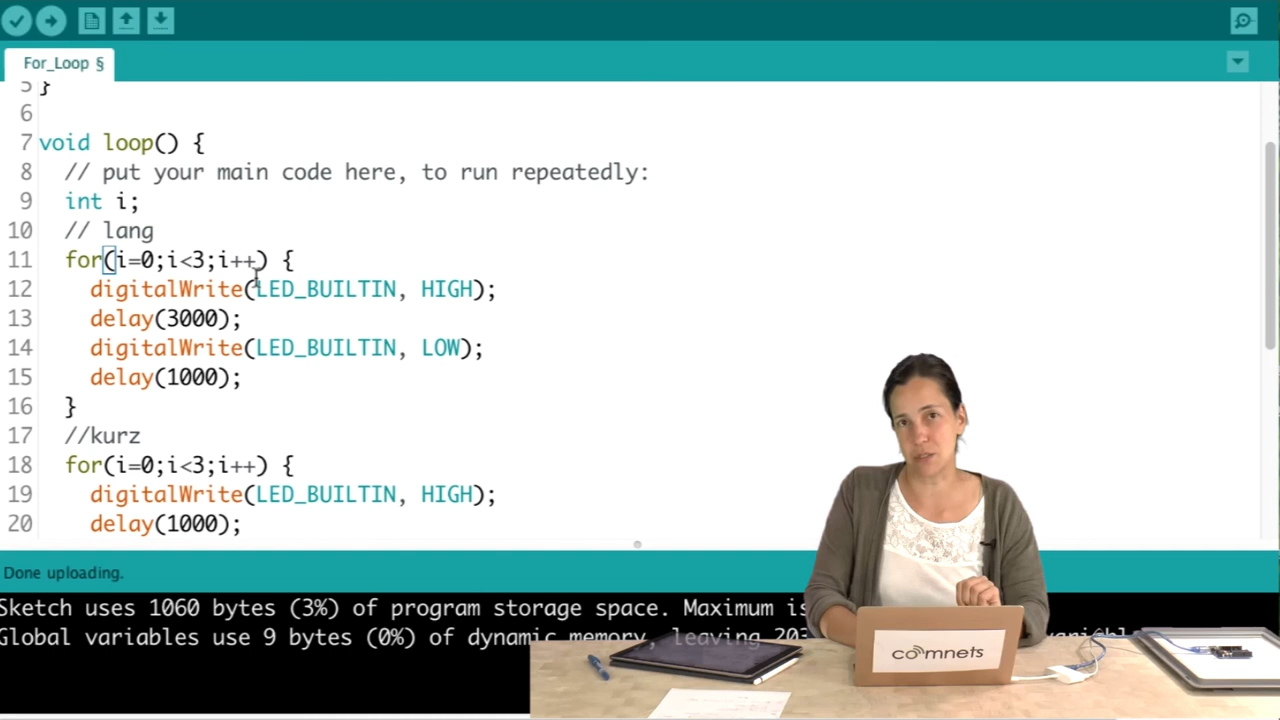 For_Loop §
5 }
6
7 void loop() {
8 // put your main code here, to run repeatedly:
9 int i;
10 // lang
11 for(i=0;i<3;i++) {
12 digitalWrite(LED_BUILTIN, HIGH);
13 delay(3000);
14 digitalWrite(LED_BUILTIN, LOW);
15 delay(1000);
16 }
17 //kurz
18 for(i=0;i<3;i++) {
19 digitalWrite(LED_BUILTIN, HIGH);
20 delay(1000);
Done uploading.
Sketch uses 1060 bytes (3%) of program storage space. Maximum is
Global variables use 9 bytes (0%) of dynamic memory, leaving
comnets